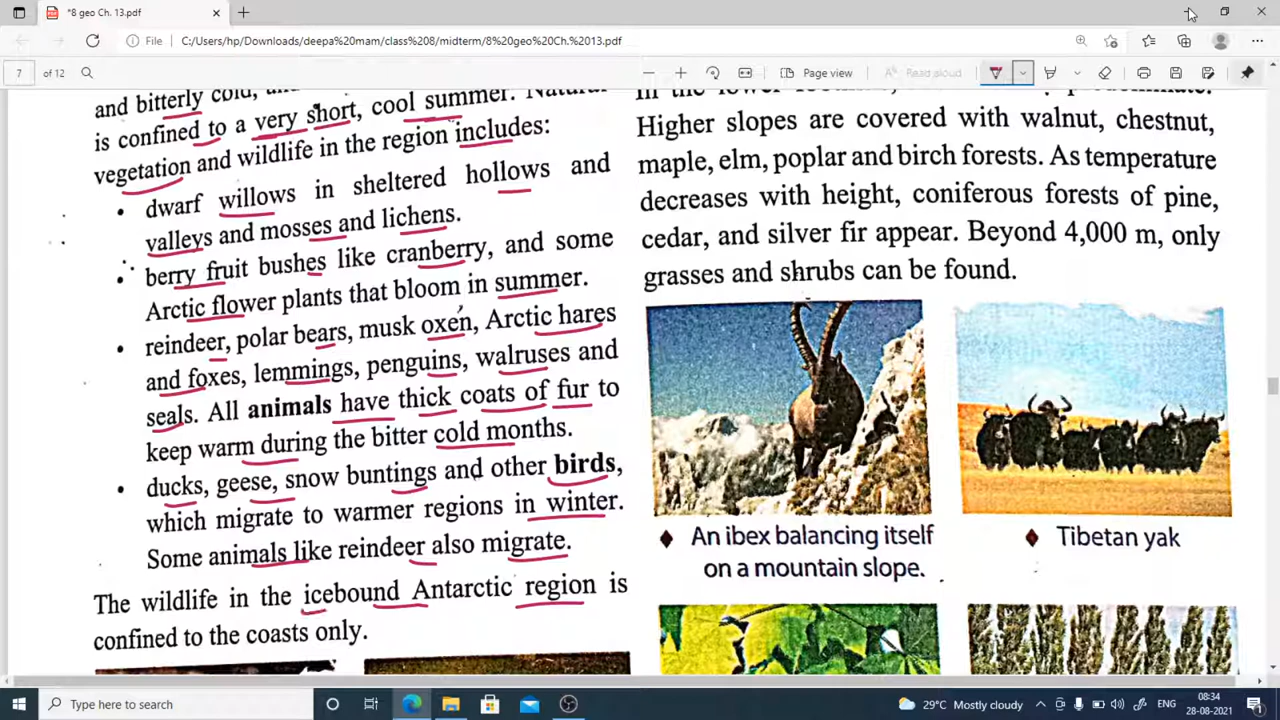 *8 geo Ch. 13.pdf
File
C:/Users/hp/Downloads/deepa%20mam/class%208/midterm/8%20geo%20Ch.%2013.pdf
7 of 12
Page view
Read aloud
and bitterly cold,
is confined to a very short, cool summer. Natural
vegetation and wildlife in the region includes:
• dwarf willows in sheltered hollows and
valleys and mosses and lichens.
• berry fruit bushes like cranberry, and some
Arctic flower plants that bloom in summer.
• reindeer, polar bears, musk oxen, Arctic hares
and foxes, lemmings, penguins, walruses and
seals. All animals have thick coats of fur to
keep warm during the bitter cold months.
• ducks, geese, snow buntings and other birds,
which migrate to warmer regions in winter.
Some animals like reindeer also migrate.
The wildlife in the icebound Antarctic region is
confined to the coasts only.
In the lower
Higher slopes are covered with walnut, chestnut,
maple, elm, poplar and birch forests. As temperature
decreases with height, coniferous forests of pine,
cedar, and silver fir appear. Beyond 4,000 m, only
grasses and shrubs can be found.
♦ An ibex balancing itself
on a mountain slope.
♦ Tibetan yak
Type here to search
29°C Mostly cloudy
ENG
08:34
28-08-2021